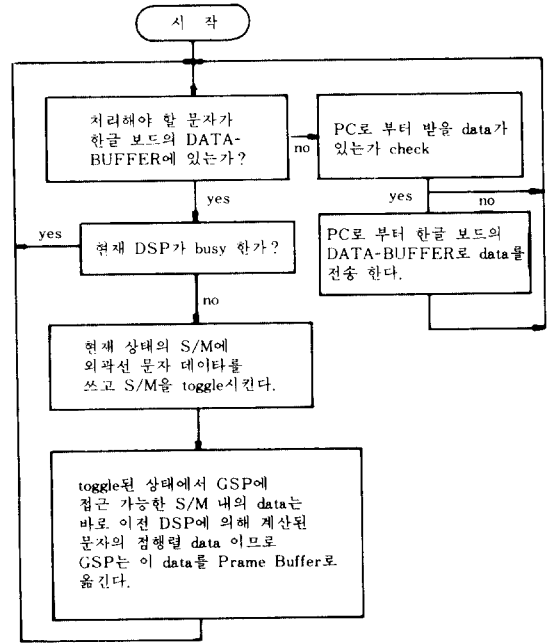 시 작
처리해야 할 문자가
한글 보드의 DATA-
BUFFER에 있는가?
no
PC로 부터 받을 data가
있는가 check
yes
yes
no
yes
현재 DSP가 busy 한가?
PC로 부터 한글 보드의
DATA-BUFFER로 data를
전송 한다.
no
현재 상태의 S/M에
외곽선 문자 데이타를
쓰고 S/M을 toggle시킨다.
toggle된 상태에서 GSP에
접근 가능한 S/M 내의 data는
바로 이전 DSP에 의해 계산된
문자의 점행렬 data 이므로
GSP는 이 data를 Prame Buffer로
옮긴다.